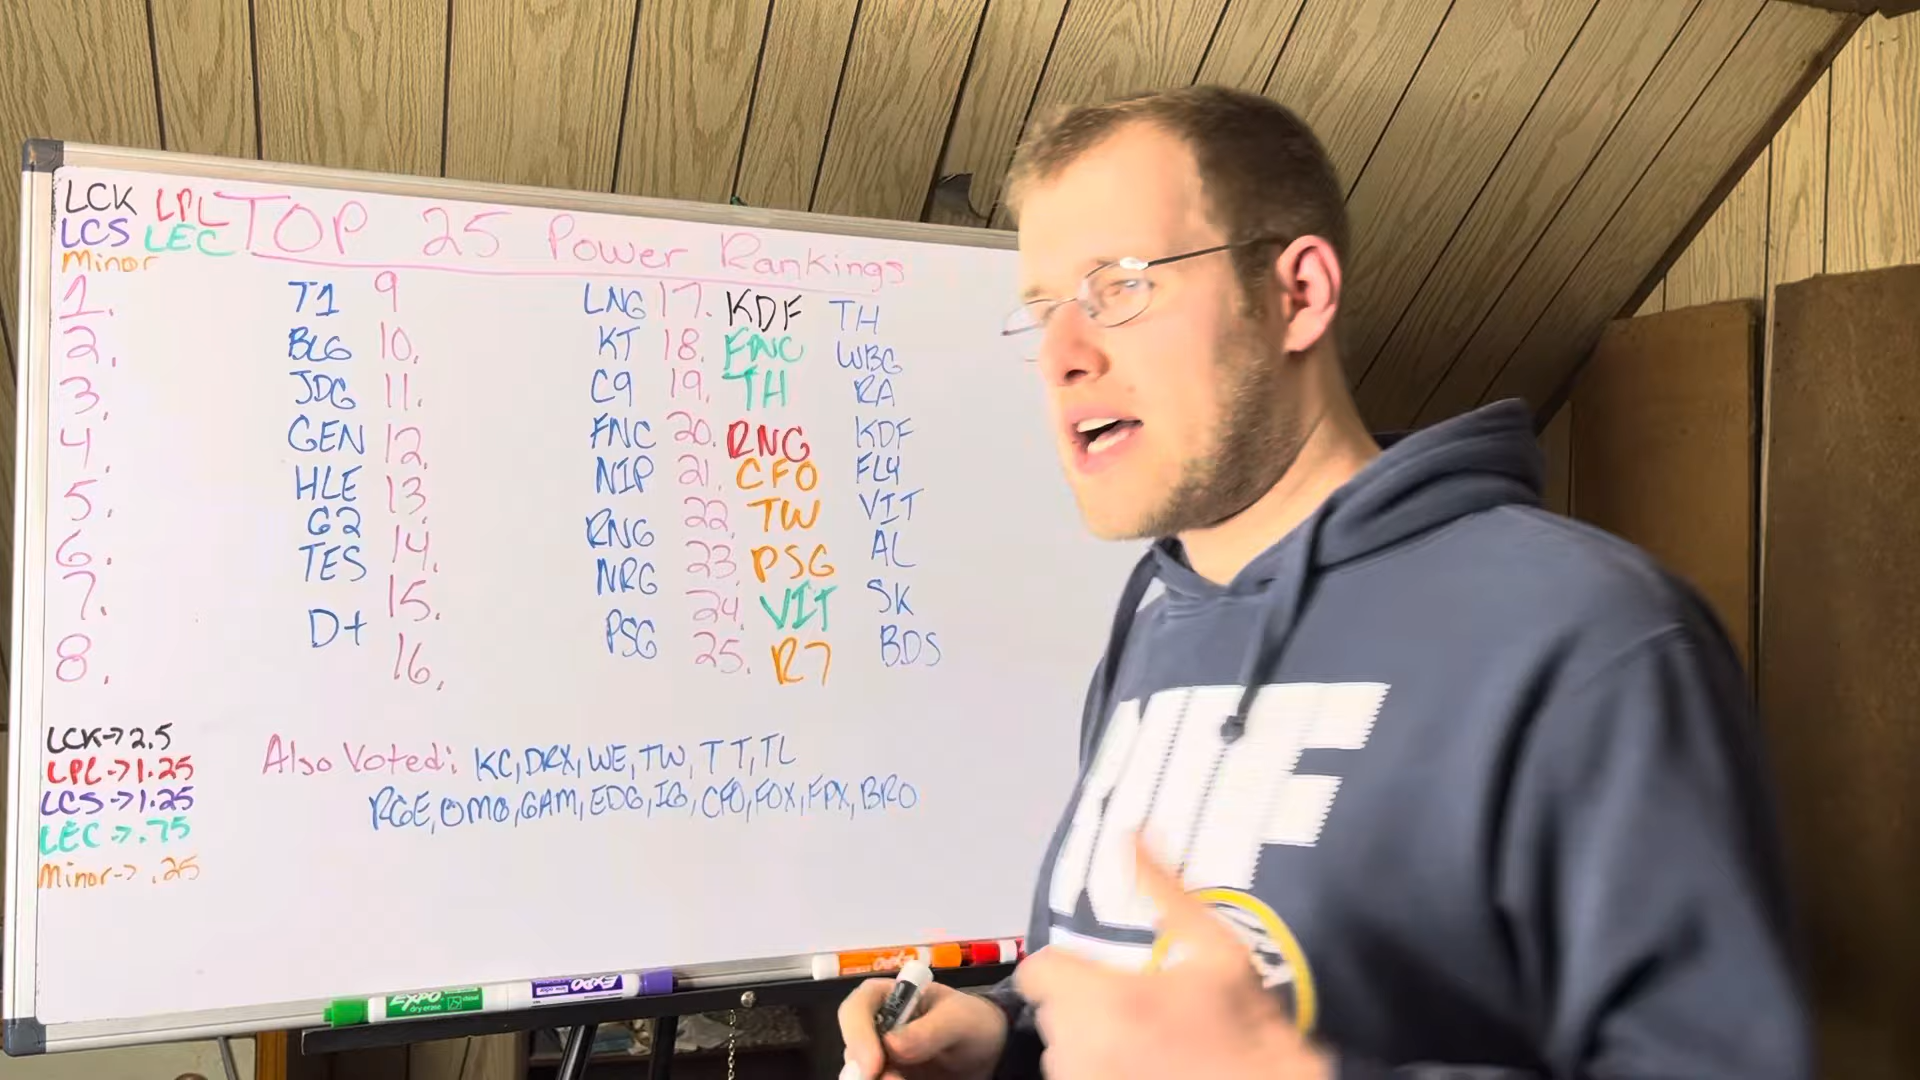 LCK LPL
LCS LEC
Minor
TOP 25 Power Rankings
1. T1 9 LNG 17. KDF TH
2. BLG 10. KT 18. FNC WBG
3. JDG 11. C9 19. TH RA
4. GEN 12. FNC 20. RNG KDF
5. HLE 13. NIP 21. CFO FLY
6. G2 14. RNG 22. TW VIT
7. TES 15. NRG 23. PSG AL
8. D+ 16. PSG 24. VIT SK
25. R7 BDS
LCK->2.5
LPL->1.25
LCS->1.25
LEC->.75
Minor->.25
Also Voted: KC, DRX, WE, TW, TT, TL
RGE, OMG, GAM, EDG, IG, CFO, FOX, FPX, BRO
EXPO
dry erase
EXPO
EXPO